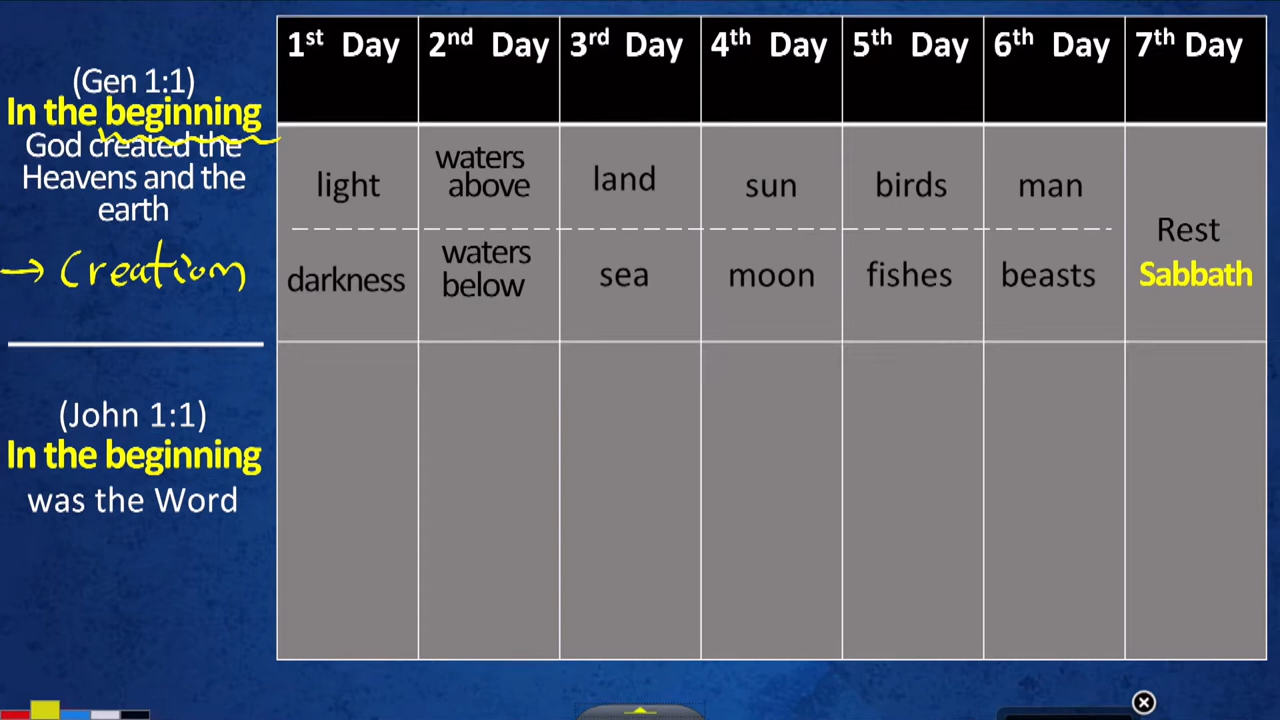 1st Day 2nd Day 3rd Day 4th Day 5th Day 6th Day 7th Day
(Gen 1:1)
In the beginning
God created the
Heavens and the
earth
→ Creation
light
darkness
waters
above
waters
below
land
sea
sun
moon
birds
fishes
man
beasts
Rest
Sabbath
(John 1:1)
In the beginning
was the Word